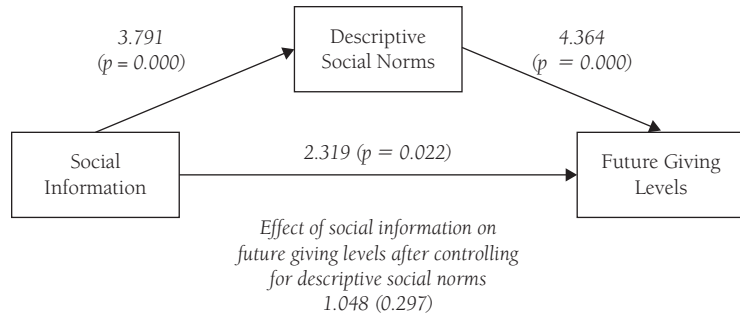 3.791
(p = 0.000)
Descriptive
Social Norms
4.364
(p = 0.000)
Social
Information
2.319 (p = 0.022)
Future Giving
Levels
Effect of social information on
future giving levels after controlling
for descriptive social norms
1.048 (0.297)